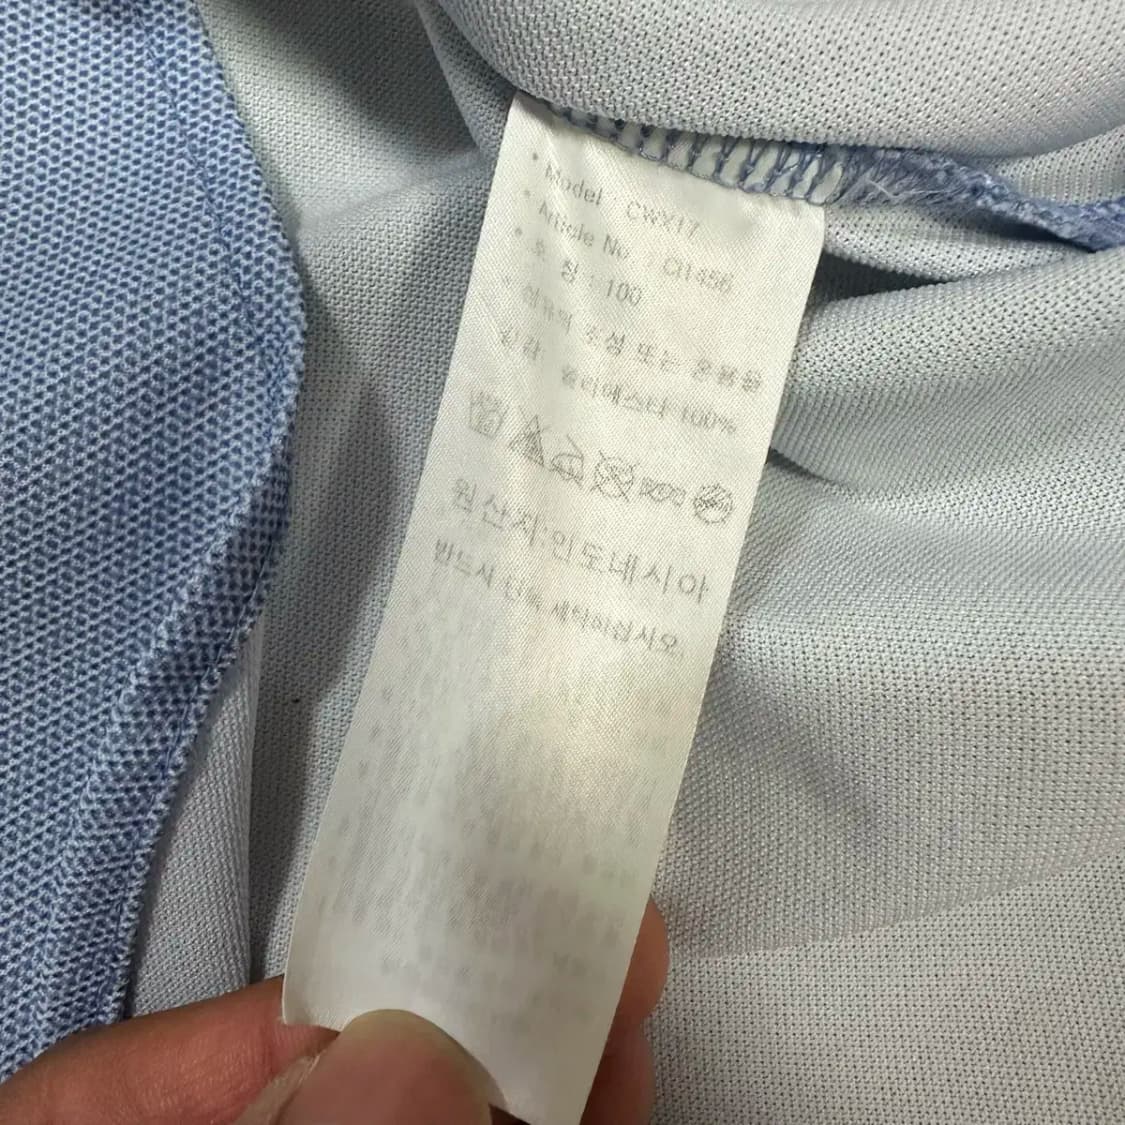 * Model : CWX17
* Article No. : CI1456
* 호 칭 : 100
* 섬유의 조성 또는 혼용률
겉감: 폴리에스터 100%
원산지:인도네시아
반드시 단독 세탁하십시오.